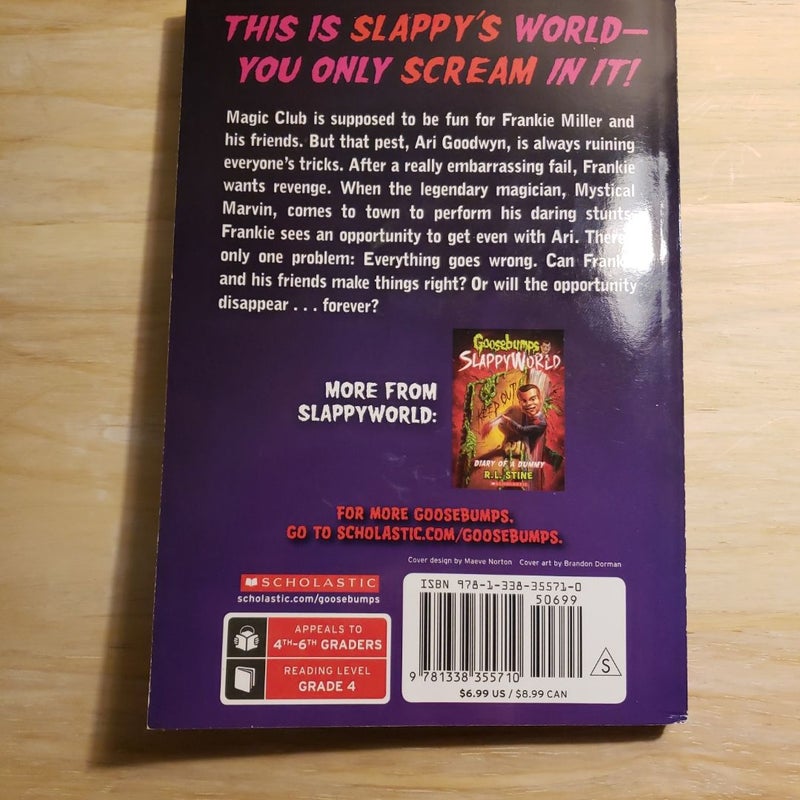 THIS IS SLAPPY'S WORLD—
YOU ONLY SCREAM IN IT!
Magic Club is supposed to be fun for Frankie Miller and
his friends. But that pest, Ari Goodwyn, is always ruining
everyone's tricks. After a really embarrassing fail, Frankie
wants revenge. When the legendary magician, Mystical
Marvin, comes to town to perform his daring stunts,
Frankie sees an opportunity to get even with Ari.
only one problem: Everything goes wrong. Can
and his friends make things right? Or will the opportunity
disappear . . . forever?
MORE FROM
SLAPPYWORLD:
Goosebumps
SLAPPYWORLD
KEEP OUT!
DIARY OF A DUMMY
R.L. STINE
SCHOLASTIC
FOR MORE GOOSEBUMPS,
GO TO SCHOLASTIC.COM/GOOSEBUMPS.
Cover design by Maeve Norton Cover art by Brandon Dorman
SCHOLASTIC
scholastic.com/goosebumps
APPEALS TO
4TH–6TH GRADERS
READING LEVEL
GRADE 4
ISBN 978-1-338-35571-0
50699
9 781338 355710
S
$6.99 US / $8.99 CAN